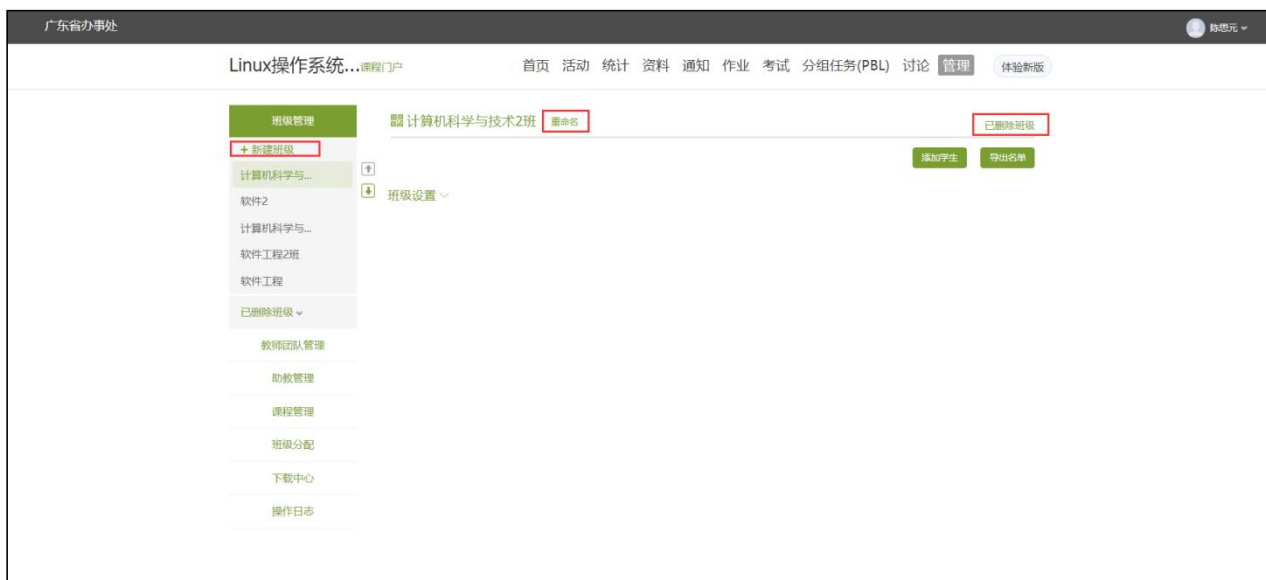 广东省办事处 陈思元
Linux操作系统...课程门户 首页 活动 统计 资料 通知 作业 考试 分组任务(PBL) 讨论 管理 体验新版
班级管理 计算机科学与技术2班 重命名 已删除班级
+ 新建班级 添加学生 导出名单
计算机科学与...
班级设置
软件2
计算机科学与...
软件工程2班
软件工程
已删除班级
教师团队管理
助教管理
课程管理
班级分配
下载中心
操作日志